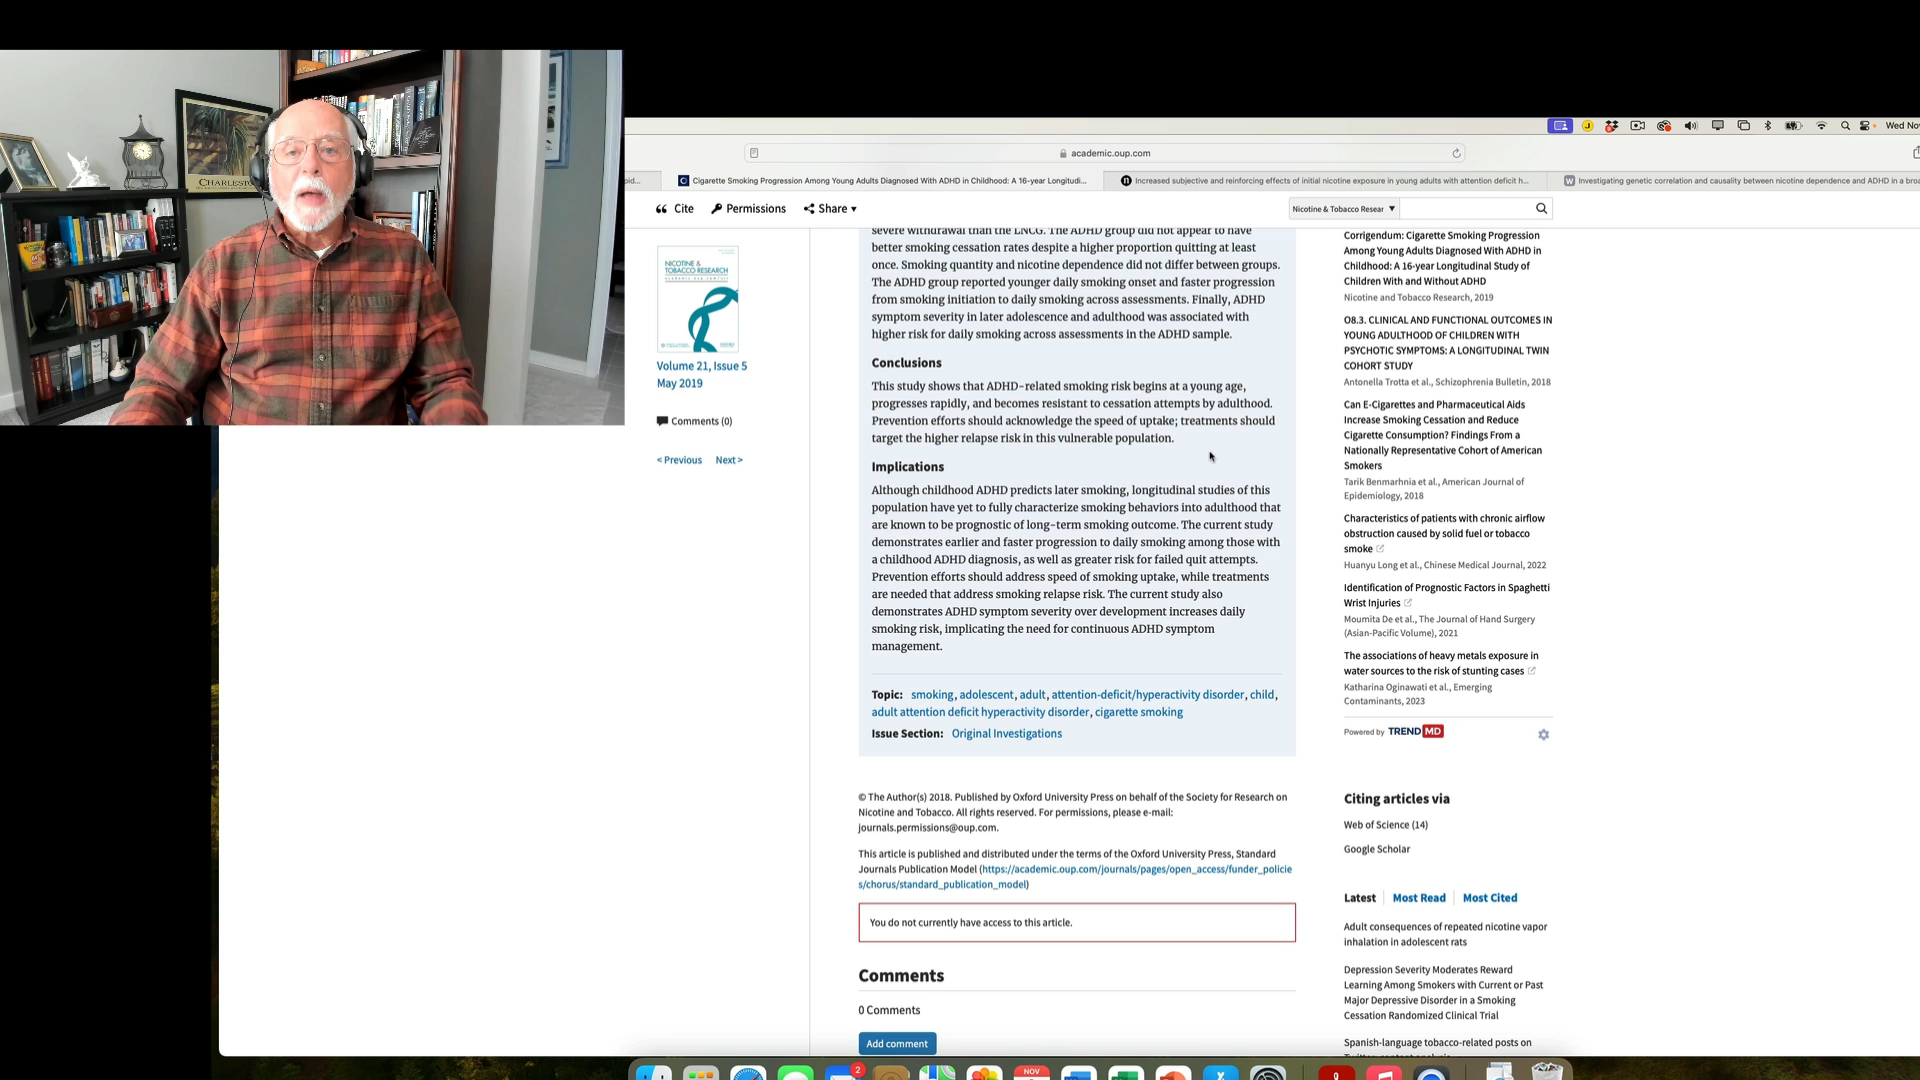 CHARLESTON
Wed Nov
academic.oup.com
Cigarette Smoking Progression Among Young Adults Diagnosed With ADHD in Childhood: A 16-year Longitudi...
Increased subjective and reinforcing effects of initial nicotine exposure in young adults with attention deficit h...
Investigating genetic correlation and causality between nicotine dependence and ADHD in a broa
Cite
Permissions
Share
Nicotine & Tobacco Resear
NICOTINE &
TOBACCO RESEARCH
Volume 21, Issue 5
May 2019
Comments (0)
< Previous Next >
severe withdrawal than the LNCG. The ADHD group did not appear to have
better smoking cessation rates despite a higher proportion quitting at least
once. Smoking quantity and nicotine dependence did not differ between groups.
The ADHD group reported younger daily smoking onset and faster progression
from smoking initiation to daily smoking across assessments. Finally, ADHD
symptom severity in later adolescence and adulthood was associated with
higher risk for daily smoking across assessments in the ADHD sample.
Conclusions
This study shows that ADHD-related smoking risk begins at a young age,
progresses rapidly, and becomes resistant to cessation attempts by adulthood.
Prevention efforts should acknowledge the speed of uptake; treatments should
target the higher relapse risk in this vulnerable population.
Implications
Although childhood ADHD predicts later smoking, longitudinal studies of this
population have yet to fully characterize smoking behaviors into adulthood that
are known to be prognostic of long-term smoking outcome. The current study
demonstrates earlier and faster progression to daily smoking among those with
a childhood ADHD diagnosis, as well as greater risk for failed quit attempts.
Prevention efforts should address speed of smoking uptake, while treatments
are needed that address smoking relapse risk. The current study also
demonstrates ADHD symptom severity over development increases daily
smoking risk, implicating the need for continuous ADHD symptom
management.
Topic: smoking, adolescent, adult, attention-deficit/hyperactivity disorder, child,
adult attention deficit hyperactivity disorder, cigarette smoking
Issue Section: Original Investigations
© The Author(s) 2018. Published by Oxford University Press on behalf of the Society for Research on
Nicotine and Tobacco. All rights reserved. For permissions, please e-mail:
journals.permissions@oup.com.
This article is published and distributed under the terms of the Oxford University Press, Standard
Journals Publication Model (https://academic.oup.com/journals/pages/open_access/funder_policie
s/chorus/standard_publication_model)
You do not currently have access to this article.
Comments
0 Comments
Add comment
Corrigendum: Cigarette Smoking Progression
Among Young Adults Diagnosed With ADHD in
Childhood: A 16-year Longitudinal Study of
Children With and Without ADHD
Nicotine and Tobacco Research, 2019
O8.3. CLINICAL AND FUNCTIONAL OUTCOMES IN
YOUNG ADULTHOOD OF CHILDREN WITH
PSYCHOTIC SYMPTOMS: A LONGITUDINAL TWIN
COHORT STUDY
Antonella Trotta et al., Schizophrenia Bulletin, 2018
Can E-Cigarettes and Pharmaceutical Aids
Increase Smoking Cessation and Reduce
Cigarette Consumption? Findings From a
Nationally Representative Cohort of American
Smokers
Tarik Benmarhnia et al., American Journal of
Epidemiology, 2018
Characteristics of patients with chronic airflow
obstruction caused by solid fuel or tobacco
smoke
Huanyu Long et al., Chinese Medical Journal, 2022
Identification of Prognostic Factors in Spaghetti
Wrist Injuries
Moumita De et al., The Journal of Hand Surgery
(Asian-Pacific Volume), 2021
The associations of heavy metals exposure in
water sources to the risk of stunting cases
Katharina Oginawati et al., Emerging
Contaminants, 2023
Powered by TREND MD
Citing articles via
Web of Science (14)
Google Scholar
Latest Most Read Most Cited
Adult consequences of repeated nicotine vapor
inhalation in adolescent rats
Depression Severity Moderates Reward
Learning Among Smokers with Current or Past
Major Depressive Disorder in a Smoking
Cessation Randomized Clinical Trial
Spanish-language tobacco-related posts on
2
NOV